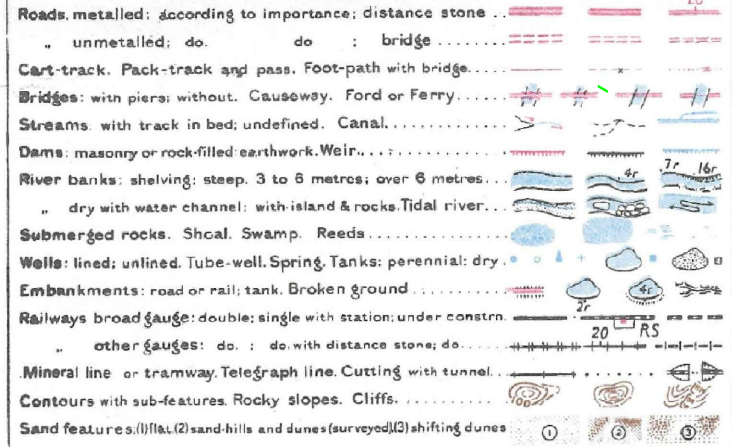 Roads, metalled: according to importance; distance stone .. 20
„ unmetalled; do. do : bridge ........
Cart-track. Pack-track and pass. Foot-path with bridge...
Bridges: with piers; without. Causeway. Ford or Ferry.....
Streams. with track in bed; undefined. Canal............
Dams: masonry or rock-filled: earthwork. Weir............
River banks: shelving: steep. 3 to 6 metres; over 6 metres... 4r 7r 16r
„ dry with water channel: with island & rocks. Tidal river...
Submerged rocks. Shoal. Swamp. Reeds..............
Wells: lined; unlined. Tube-well. Spring. Tanks: perennial: dry .
Embankments: road or rail; tank. Broken ground .......... 2r 4r
Railways broad gauge: double; single with station; under constrn.
„ other gauges: do. : do. with distance stone; do..... 20 RS
Mineral line or tramway. Telegraph line. Cutting with tunnel...
Contours with sub-features. Rocky slopes. Cliffs...........
Sand features.(1)flat.(2)sand-hills and dunes(surveyed).(3)shifting dunes 1 2 3